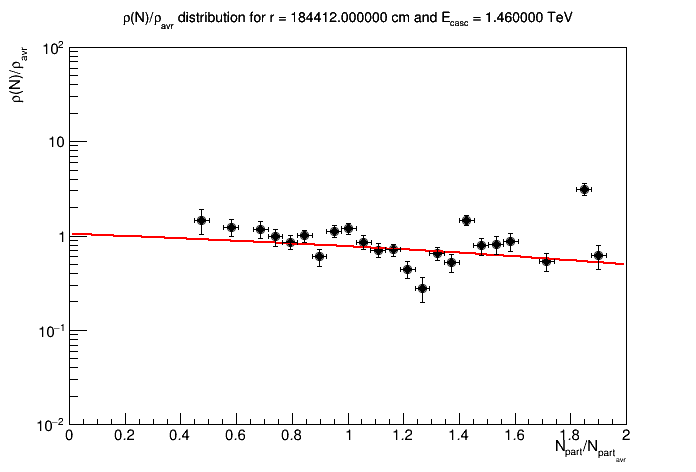 ρ(N)/ρavr distribution for r = 184412.000000 cm and Ecasc = 1.460000 TeV
ρ(N)/ρavr
10²
10
1
10⁻¹
10⁻²
0 0.2 0.4 0.6 0.8 1 1.2 1.4 1.6 1.8 2
Npart/Npartavr